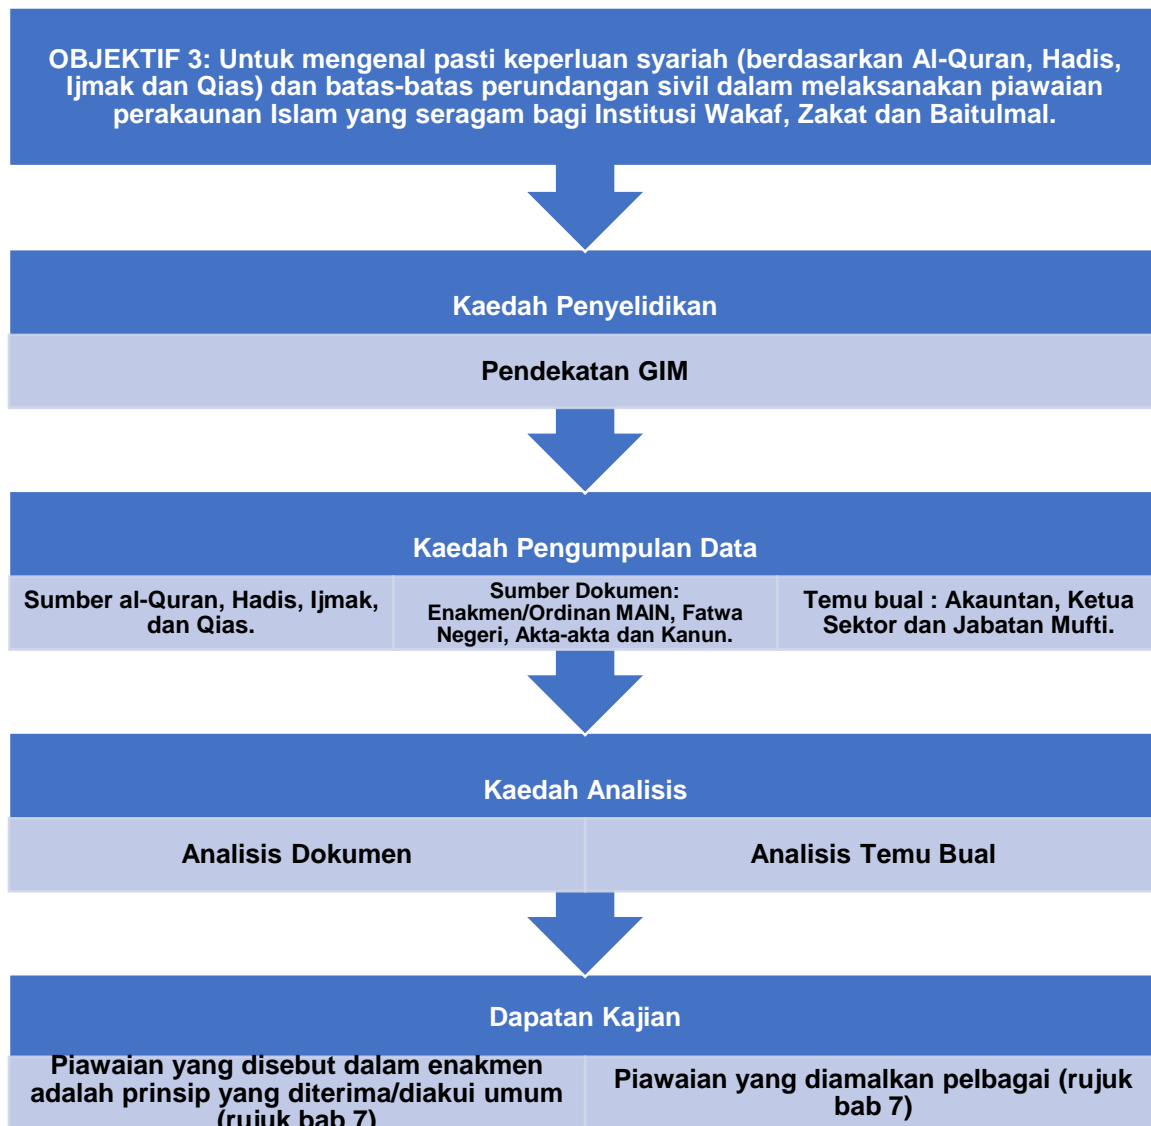 OBJEKTIF 3: Untuk mengenal pasti keperluan syariah (berdasarkan Al-Quran, Hadis,
Ijmak dan Qias) dan batas-batas perundangan sivil dalam melaksanakan piawaian
perakaunan Islam yang seragam bagi Institusi Wakaf, Zakat dan Baitulmal.
Kaedah Penyelidikan
Pendekatan GIM
Kaedah Pengumpulan Data
Sumber al-Quran, Hadis, Ijmak,
dan Qias.
Sumber Dokumen:
Enakmen/Ordinan MAIN, Fatwa
Negeri, Akta-akta dan Kanun.
Temu bual : Akauntan, Ketua
Sektor dan Jabatan Mufti.
Kaedah Analisis
Analisis Dokumen
Analisis Temu Bual
Dapatan Kajian
Piawaian yang disebut dalam enakmen
adalah prinsip yang diterima/diakui umum
(rujuk bab 7)
Piawaian yang diamalkan pelbagai (rujuk
bab 7)